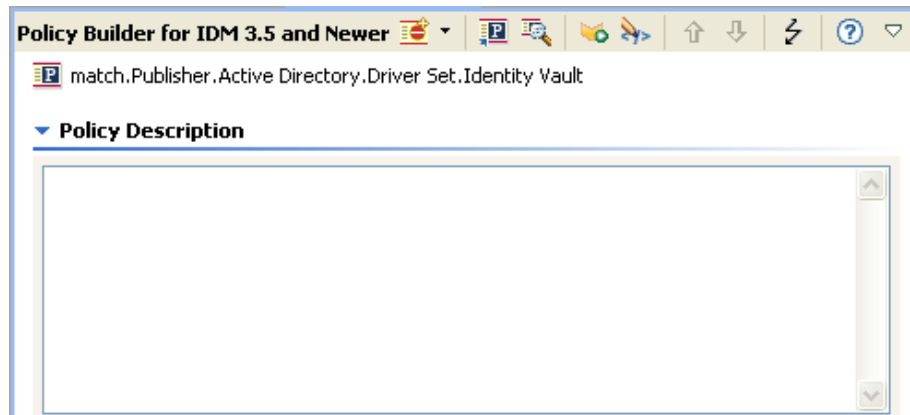 Policy Builder for IDM 3.5 and Newer
match.Publisher.Active Directory.Driver Set.Identity Vault
Policy Description